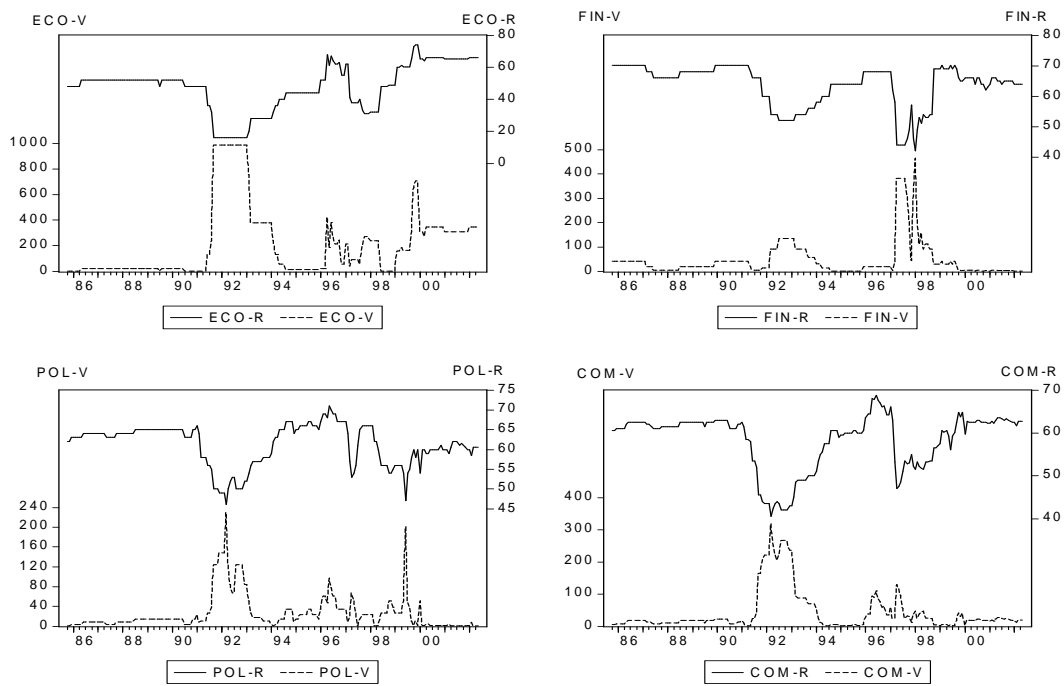 ECO-V
ECO-R
80
60
40
20
0
1000
800
600
400
200
0
86 88 90 92 94 96 98 00
ECO-R ECO-V
FIN-V
FIN-R
80
70
60
50
40
500
400
300
200
100
0
86 88 90 92 94 96 98 00
FIN-R FIN-V
POL-V
POL-R
75
70
65
60
55
50
45
240
200
160
120
80
40
0
86 88 90 92 94 96 98 00
POL-R POL-V
COM-V
COM-R
70
60
50
40
400
300
200
100
0
86 88 90 92 94 96 98 00
COM-R COM-V